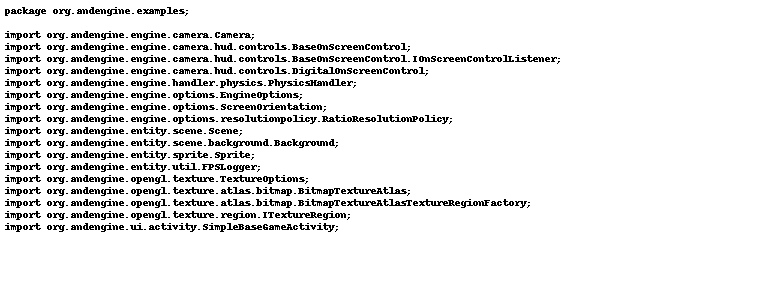 package org.andengine.examples;

import org.andengine.engine.camera.Camera;
import org.andengine.engine.camera.hud.controls.BaseOnScreenControl;
import org.andengine.engine.camera.hud.controls.BaseOnScreenControl.IOnScreenControlListener;
import org.andengine.engine.camera.hud.controls.DigitalOnScreenControl;
import org.andengine.engine.handler.physics.PhysicsHandler;
import org.andengine.engine.options.EngineOptions;
import org.andengine.engine.options.ScreenOrientation;
import org.andengine.engine.options.resolutionpolicy.RatioResolutionPolicy;
import org.andengine.entity.scene.Scene;
import org.andengine.entity.scene.background.Background;
import org.andengine.entity.sprite.Sprite;
import org.andengine.entity.util.FPSLogger;
import org.andengine.opengl.texture.TextureOptions;
import org.andengine.opengl.texture.atlas.bitmap.BitmapTextureAtlas;
import org.andengine.opengl.texture.atlas.bitmap.BitmapTextureAtlasTextureRegionFactory;
import org.andengine.opengl.texture.region.ITextureRegion;
import org.andengine.ui.activity.SimpleBaseGameActivity;